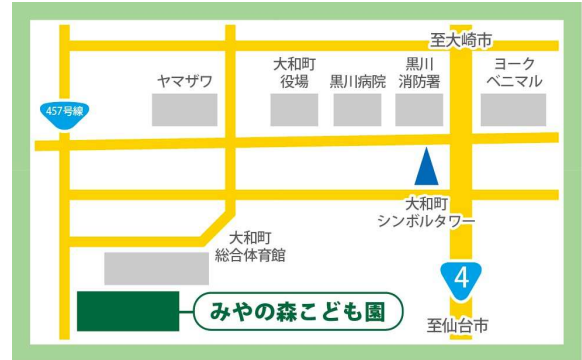 至大崎市
ヤマザワ
大和町
役場
黒川病院
黒川
消防署
ヨーク
ベニマル
457号線
大和町
シンボルタワー
大和町
総合体育館
4
みやの森こども園
至仙台市